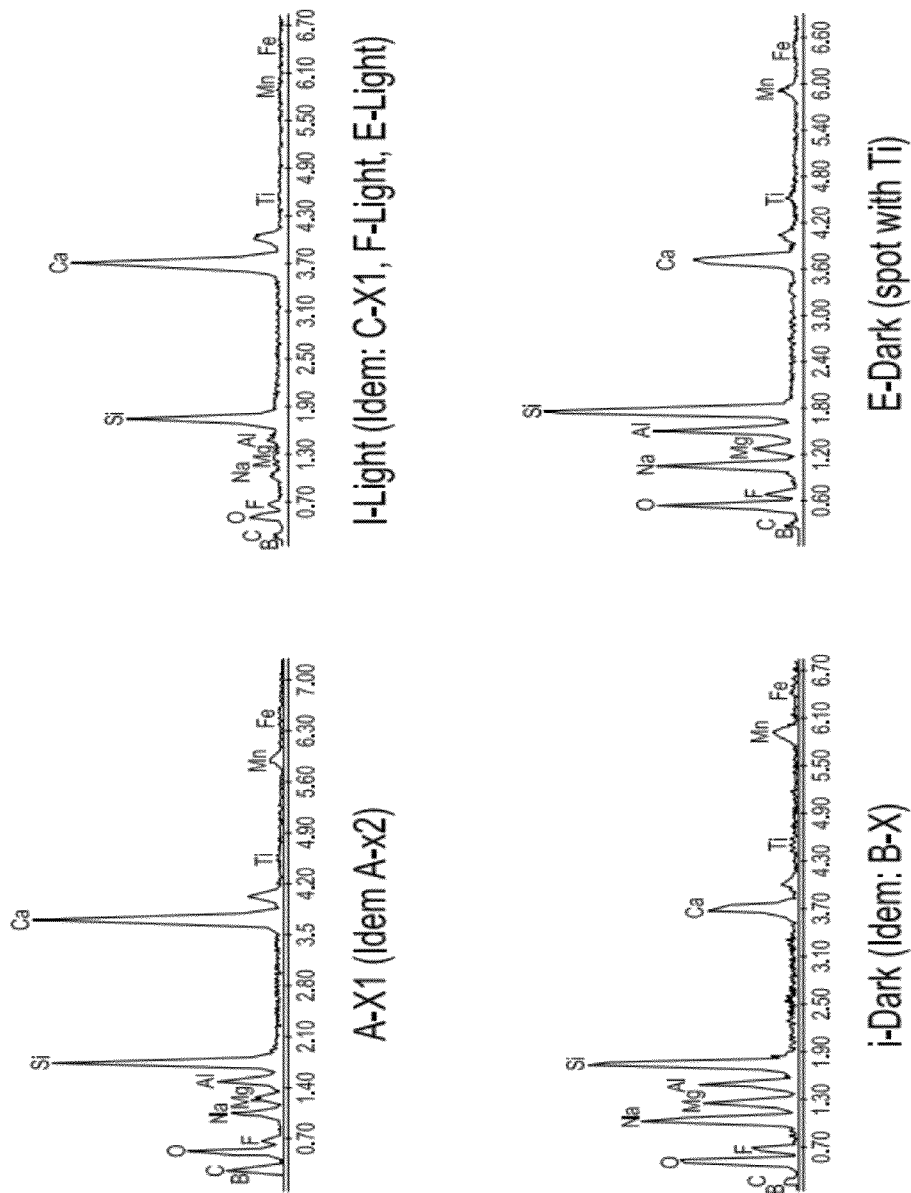 Ca
Si
O
C
B
F
Na
Mg
Al
Ti
Mn
Fe
0.70 1.40 2.10 2.80 3.5 4.20 4.90 5.60 6.30 7.00
A-X1 (Idem A-x2)
Ca
Si
O
C
B
F
Na
Mg
Al
Ti
Mn
Fe
0.70 1.30 1.90 2.50 3.10 3.70 4.30 4.90 5.50 6.10 6.70
I-Light (Idem: C-X1, F-Light, E-Light)
Si
Na
O
Al
Mg
Ca
C
B
F
Ti
Mn
Fe
0.70 1.30 1.90 2.50 3.10 3.70 4.30 4.90 5.50 6.10 6.70
i-Dark (Idem: B-X)
Si
O
Na
Al
Ca
C
B
F
Mg
Ti
Mn
Fe
0.60 1.20 1.80 2.40 3.00 3.60 4.20 4.80 5.40 6.00 6.60
E-Dark (spot with Ti)